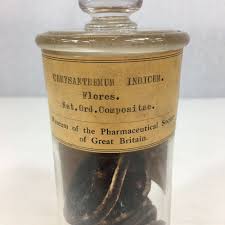 CHRYSANTHEMUM INDICUM.
Flores.
Nat.Ord.Compositae.
Museum of the Pharmaceutical Society
of Great Britain.